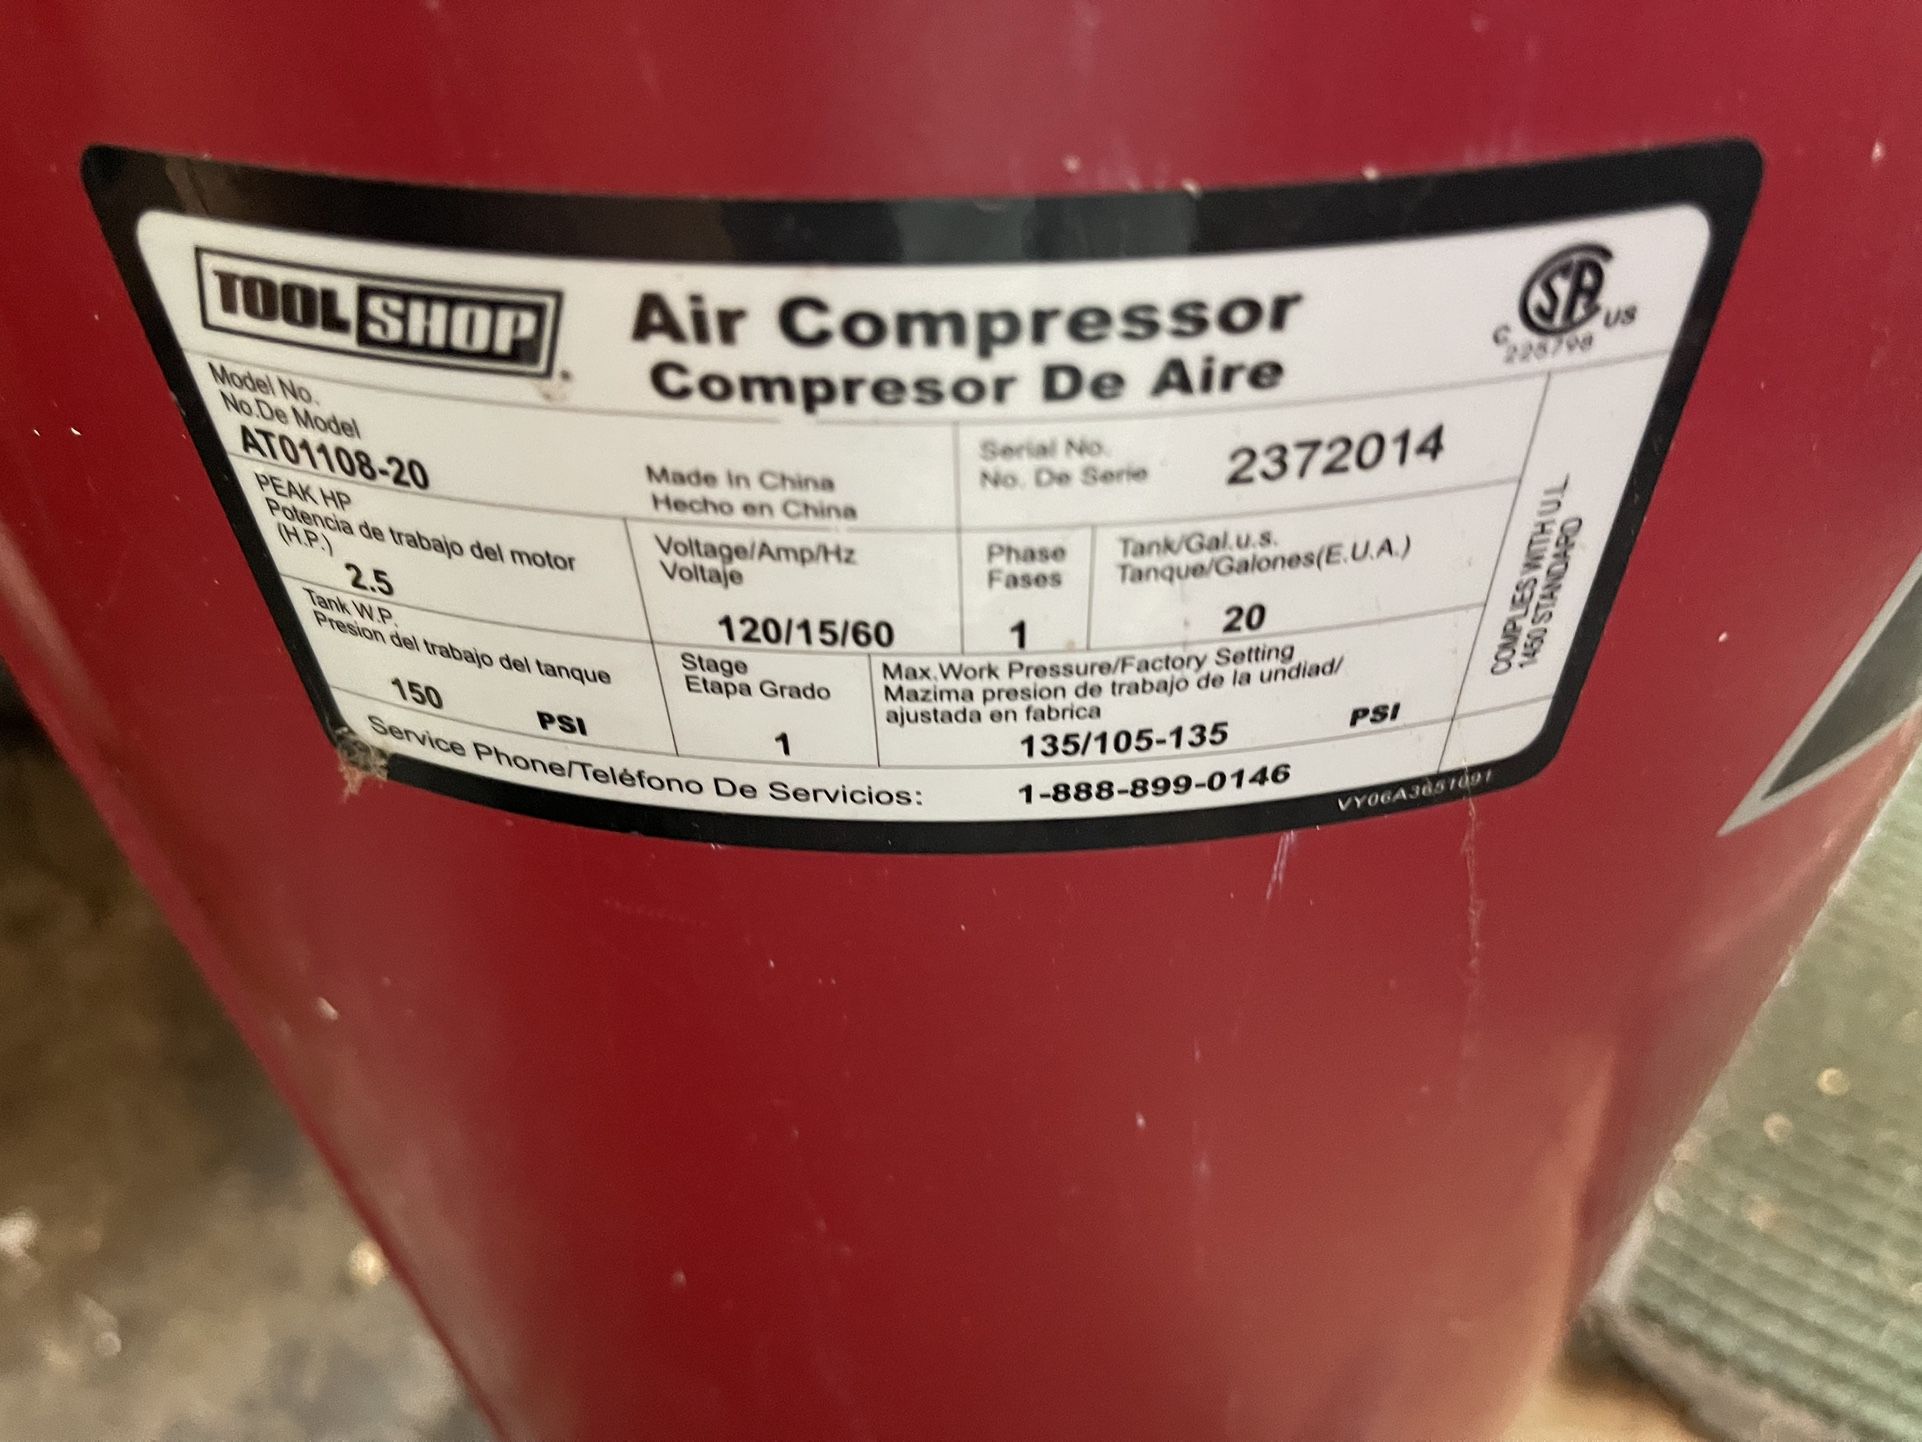 TOOL SHOP
Air Compressor
Compresor De Aire
C US
225798
Model No.
No.De Model
AT01108-20
Made In China
Hecho en China
Serial No.
No. De Serie
2372014
PEAK HP
Potencia de trabajo del motor
(H.P.)
2.5
Voltage/Amp/Hz
Voltaje
120/15/60
Phase
Fases
1
Tank/Gal.u.s.
Tanque/Galones(E.U.A.)
20
Tank W.P.
Presion del trabajo del tanque
150 PSI
Stage
Etapa Grado
1
Max.Work Pressure/Factory Setting
Mazima presion de trabajo de la undiad/
ajustada en fabrica
135/105-135 PSI
COMPLIES WITH U.L
1450 STANDARD
Service Phone/Teléfono De Servicios: 1-888-899-0146
VY06A3651091